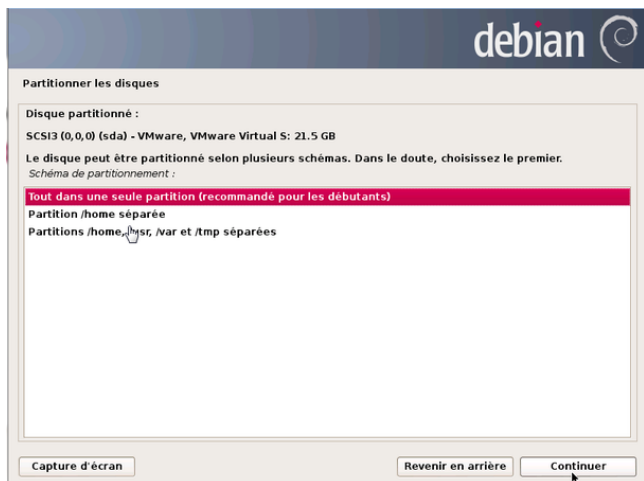 debian
Partitionner les disques
Disque partitionné :
SCSI3 (0,0,0) (sda) - VMware, VMware Virtual S: 21.5 GB
Le disque peut être partitionné selon plusieurs schémas. Dans le doute, choisissez le premier.
Schéma de partitionnement :
Tout dans une seule partition (recommandé pour les débutants)
Partition /home séparée
Partitions /home, /usr, /var et /tmp séparées
Capture d'écran
Revenir en arrière
Continuer